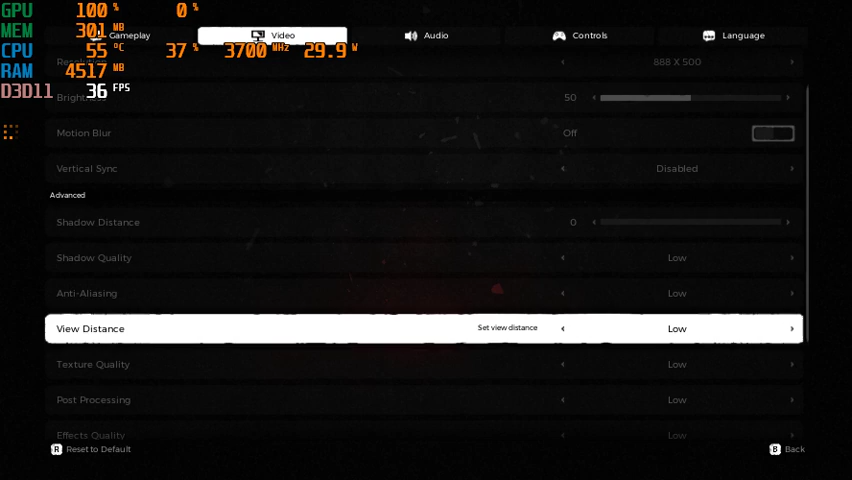 GPU 100 % 0 %
MEM 301 MB
CPU 55 °C 37 % 3700 MHz 29.9 W
RAM 4517 MB
D3D11 36 FPS
Gameplay Video Audio Controls Language
Resolution 888 X 500
Brightness 50
Motion Blur Off
Vertical Sync Disabled
Advanced
Shadow Distance 0
Shadow Quality Low
Anti-Aliasing Low
View Distance Set view distance Low
Texture Quality Low
Post Processing Low
Effects Quality Low
R Reset to Default B Back